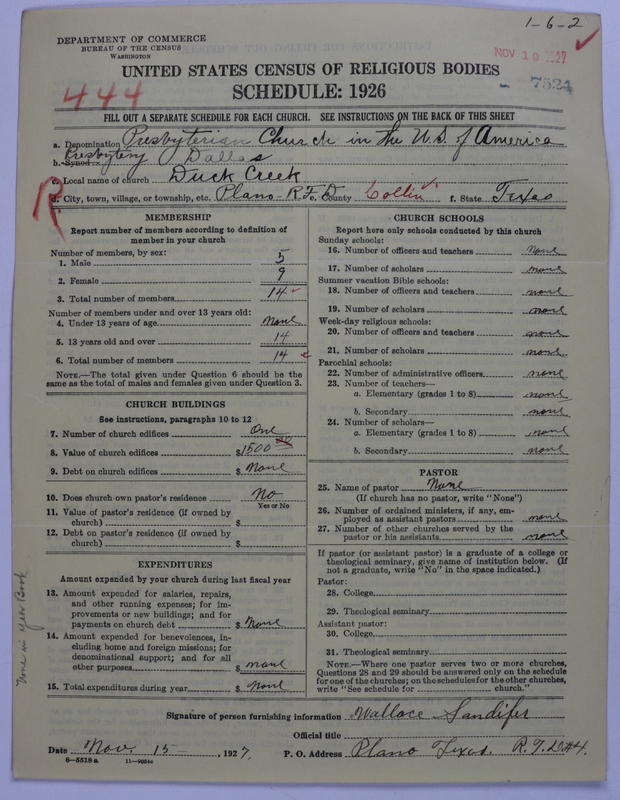 1-6-2
DEPARTMENT OF COMMERCE
BUREAU OF THE CENSUS
WASHINGTON
NOV 19 1927
7524
UNITED STATES CENSUS OF RELIGIOUS BODIES
SCHEDULE: 1926
444
FILL OUT A SEPARATE SCHEDULE FOR EACH CHURCH. SEE INSTRUCTIONS ON THE BACK OF THIS SHEET
a. Denomination Presbyterian Church in the U.S. of America
b. Synod Presbytery Dallas
c. Local name of church Duck Creek
R
d. City, town, village, or township, etc. Plano R.F.D. e. County Collin f. State Texas
MEMBERSHIP
Report number of members according to definition of
member in your church
Number of members, by sex:
1. Male 5
2. Female 9
3. Total number of members 14
Number of members under and over 13 years old:
4. Under 13 years of age none
5. 13 years old and over 14
6. Total number of members 14
NOTE.—The total given under Question 6 should be the
same as the total of males and females given under Question 3.
CHURCH BUILDINGS
See instructions, paragraphs 10 to 12
7. Number of church edifices One
8. Value of church edifices $1500
9. Debt on church edifices $ None
10. Does church own pastor's residence No
Yes or No
11. Value of pastor's residence (if owned by
church) $
12. Debt on pastor's residence (if owned by
church) $
EXPENDITURES
Amount expended by your church during last fiscal year
13. Amount expended for salaries, repairs,
and other running expenses; for im-
provements or new buildings; and for
payments on church debt $ None
14. Amount expended for benevolences, in-
cluding home and foreign missions; for
denominational support; and for all
other purposes $ none
15. Total expenditures during year $ None
None in Year Book
CHURCH SCHOOLS
Report here only schools conducted by this church
Sunday schools:
16. Number of officers and teachers None
17. Number of scholars none
Summer vacation Bible schools:
18. Number of officers and teachers none
19. Number of scholars none
Week-day religious schools:
20. Number of officers and teachers none
21. Number of scholars none
Parochial schools:
22. Number of administrative officers none
23. Number of teachers—
a. Elementary (grades 1 to 8) none
b. Secondary none
24. Number of scholars—
a. Elementary (grades 1 to 8) none
b. Secondary none
PASTOR
25. Name of pastor None
(If church has no pastor, write "None")
26. Number of ordained ministers, if any, em-
ployed as assistant pastors none
27. Number of other churches served by the
pastor or his assistants none
If pastor (or assistant pastor) is a graduate of a college or
theological seminary, give name of institution below. (If
not a graduate, write "No" in the space indicated.)
Pastor:
28. College
29. Theological seminary
Assistant pastor:
30. College
31. Theological seminary
NOTE.—Where one pastor serves two or more churches,
Questions 28 and 29 should be answered only on the schedule
for one of the churches; on the schedules for the other churches,
write "See schedule for church."
Signature of person furnishing information Wallace Sandifer
Official title
Date Nov. 15 , 1927. P. O. Address Plano Texas. R.F.D.#4.
8-5518 a 11-9204